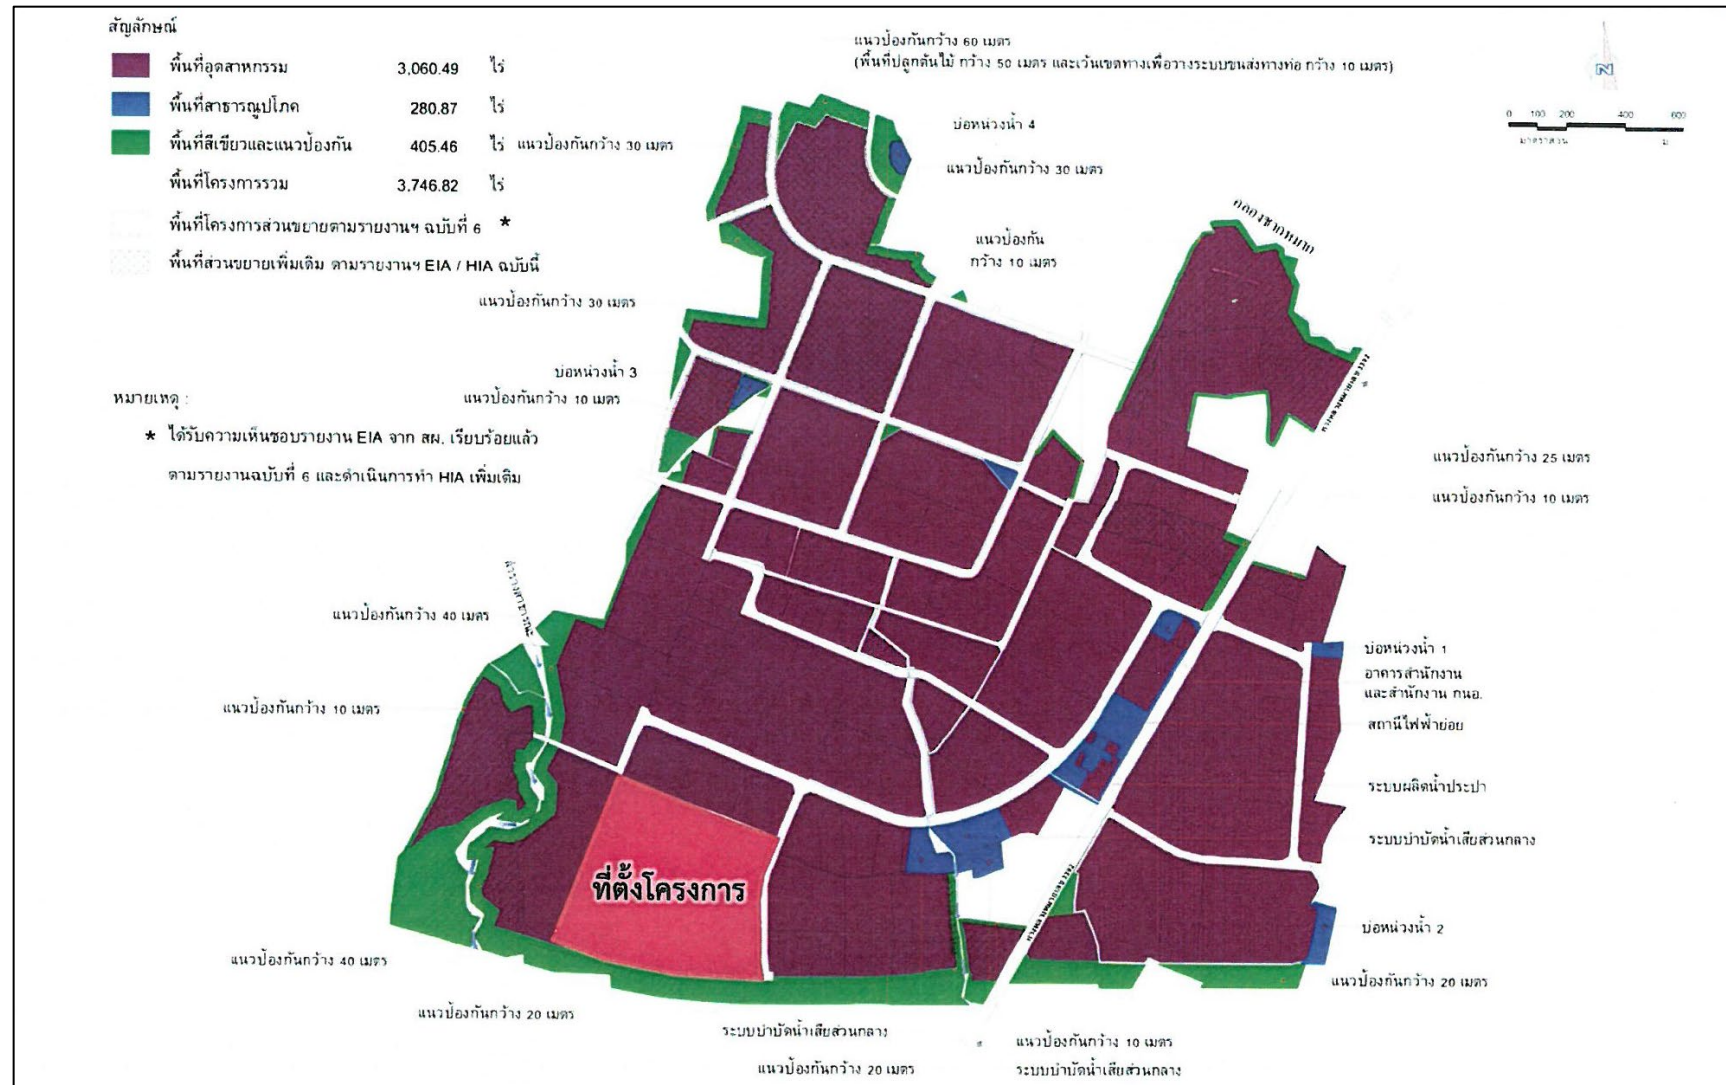 สัญลักษณ์
พื้นที่อุตสาหกรรม 3,060.49 ไร่
พื้นที่สาธารณูปโภค 280.87 ไร่
พื้นที่สีเขียวและแนวป้องกัน 405.46 ไร่
พื้นที่โครงการรวม 3,746.82 ไร่
พื้นที่โครงการส่วนขยายตามรายงานฯ ฉบับที่ 6 *
พื้นที่ส่วนขยายเพิ่มเติม ตามรายงานฯ EIA / HIA ฉบับนี้
หมายเหตุ :
* ได้รับความเห็นชอบรายงาน EIA จาก สผ. เรียบร้อยแล้ว
ตามรายงานฉบับที่ 6 และดำเนินการทำ HIA เพิ่มเติม
แนวป้องกันกว้าง 60 เมตร
(พื้นที่ปลูกต้นไม้ กว้าง 50 เมตร และเว้นเขตทางเพื่อวางระบบขนส่งทางท่อ กว้าง 10 เมตร)
N
0 100 200 400 600
มาตราส่วน ม
แนวป้องกันกว้าง 30 เมตร
บ่อหน่วงน้ำ 4
แนวป้องกันกว้าง 30 เมตร
แนวป้องกัน
กว้าง 10 เมตร
คลองชากหมาก
แนวป้องกันกว้าง 30 เมตร
บ่อหน่วงน้ำ 3
แนวป้องกันกว้าง 10 เมตร
แนวป้องกันกว้าง 25 เมตร
แนวป้องกันกว้าง 10 เมตร
ลำรางสาธารณะ
แนวป้องกันกว้าง 40 เมตร
แนวป้องกันกว้าง 10 เมตร
บ่อหน่วงน้ำ 1
อาคารสำนักงาน
และสำนักงาน กนอ.
สถานีไฟฟ้าย่อย
ระบบผลิตน้ำประปา
ระบบบำบัดน้ำเสียส่วนกลาง
ที่ตั้งโครงการ
บ่อหน่วงน้ำ 2
แนวป้องกันกว้าง 20 เมตร
แนวป้องกันกว้าง 40 เมตร
แนวป้องกันกว้าง 20 เมตร
ระบบบำบัดน้ำเสียส่วนกลาง
แนวป้องกันกว้าง 20 เมตร
แนวป้องกันกว้าง 10 เมตร
ระบบบำบัดน้ำเสียส่วนกลาง